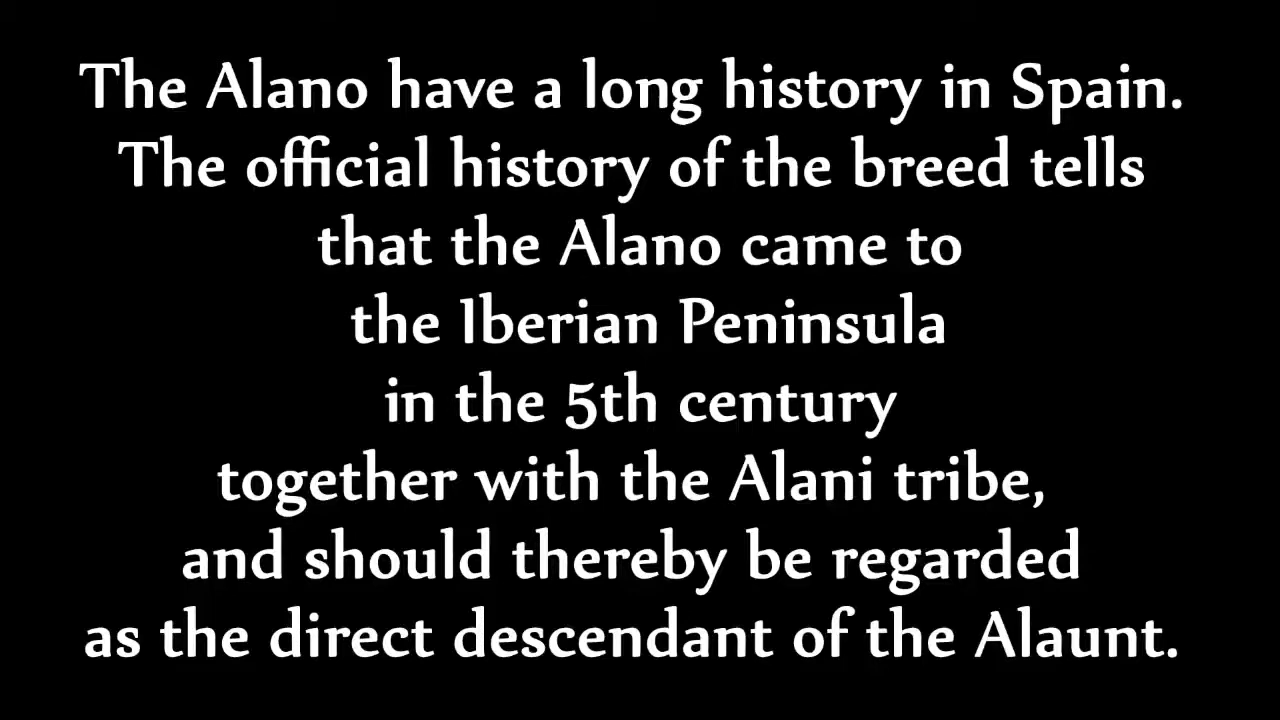 The Alano have a long history in Spain.
The official history of the breed tells
that the Alano came to
the Iberian Peninsula
in the 5th century
together with the Alani tribe,
and should thereby be regarded
as the direct descendant of the Alaunt.